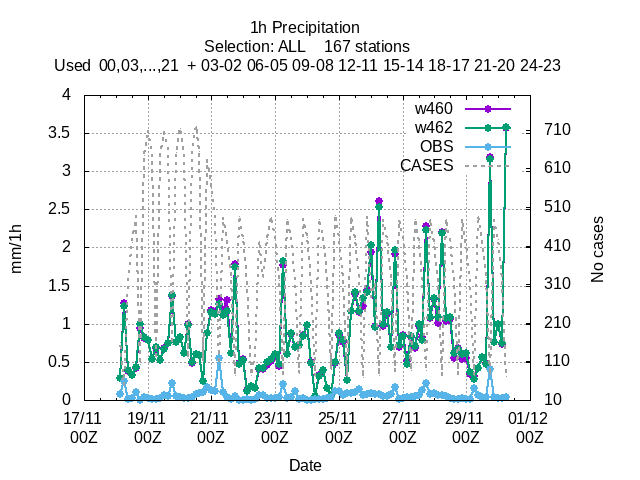 1h Precipitation
Selection: ALL 167 stations
Used 00,03,...,21 + 03-02 06-05 09-08 12-11 15-14 18-17 21-20 24-23
w460
w462
OBS
CASES
4
3.5
3
2.5
2
1.5
1
0.5
0
mm/1h
710
610
510
410
310
210
110
10
No cases
17/11 19/11 21/11 23/11 25/11 27/11 29/11 01/12
00Z 00Z 00Z 00Z 00Z 00Z 00Z 00Z
Date